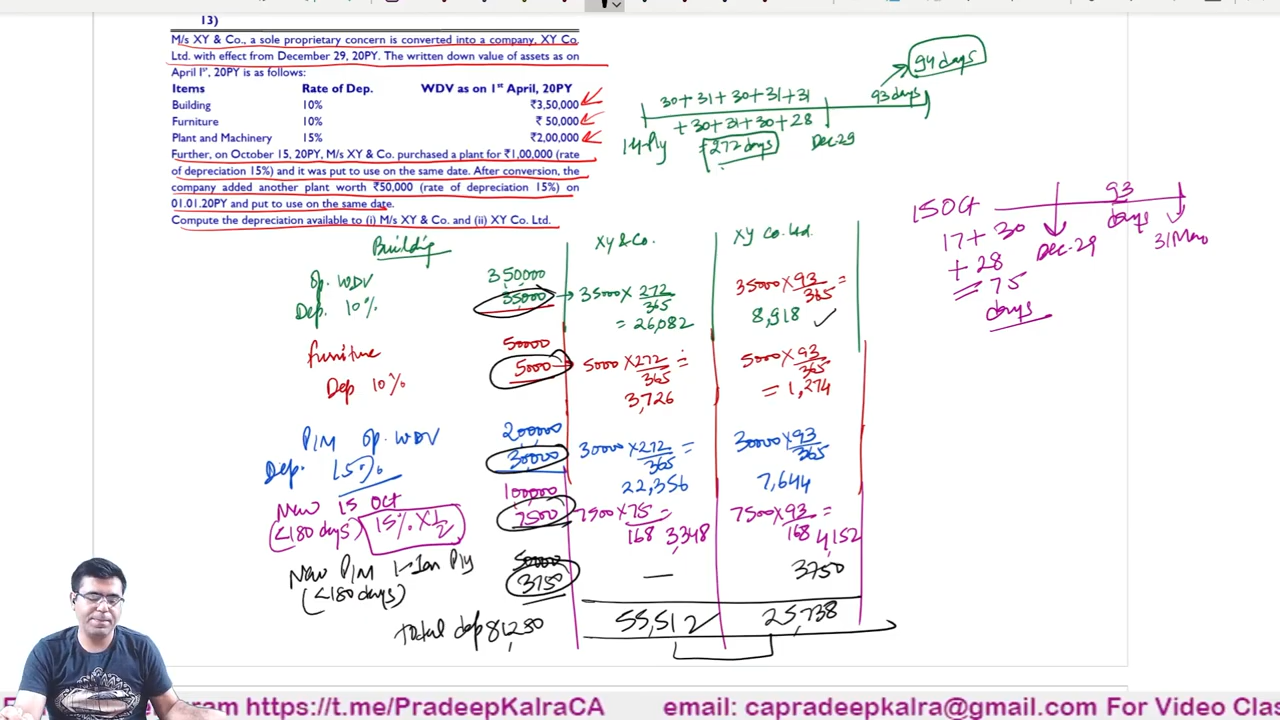 13)
M/s XY & Co., a sole proprietary concern is converted into a company, XY Co.
Ltd. with effect from December 29, 20PY. The written down value of assets as on
April 1st, 20PY is as follows:
Items Rate of Dep. WDV as on 1st April, 20PY
Building 10% ₹3,50,000
Furniture 10% ₹ 50,000
Plant and Machinery 15% ₹2,00,000
Further, on October 15, 20PY, M/s XY & Co. purchased a plant for ₹1,00,000 (rate
of depreciation 15%) and it was put to use on the same date. After conversion, the
company added another plant worth ₹50,000 (rate of depreciation 15%) on
01.01.20PY and put to use on the same date.
Compute the depreciation available to (i) M/s XY & Co. and (ii) XY Co. Ltd.
94 days
30+31+30+31+31
93 days
+30+31+30+28
Dec-29
272 days
15 Oct
93
days
17+30
Dec-29
31 Mar
+28
= 75
days
Building
XY & Co.
XY Co. Ltd.
Op. WDV 350000
Dep. 10% 35000
35000 × 272/365
= 26,082
35000 × 93/365 =
8,918
Furniture 50000
Dep 10% 5000
5000 × 272/365 =
3,726
5000 × 93/365
= 1,274
P/M Op. WDV 200000
Dep. 15% 30000
30000 × 272/365 =
22,356
30000 × 93/365
7,644
New 15 Oct 100000
(<180 days) 15% × 1/2 7500
7500 × 75/168 =
3,348
7500 × 93/168 =
4,152
New P/M 1-Jan Ply 50000
(<180 days) 3750
—
3750
Total dep 81,250 55,512 25,738
https://t.me/PradeepKalraCA email: capradeepkalra@gmail.com For Video Clas